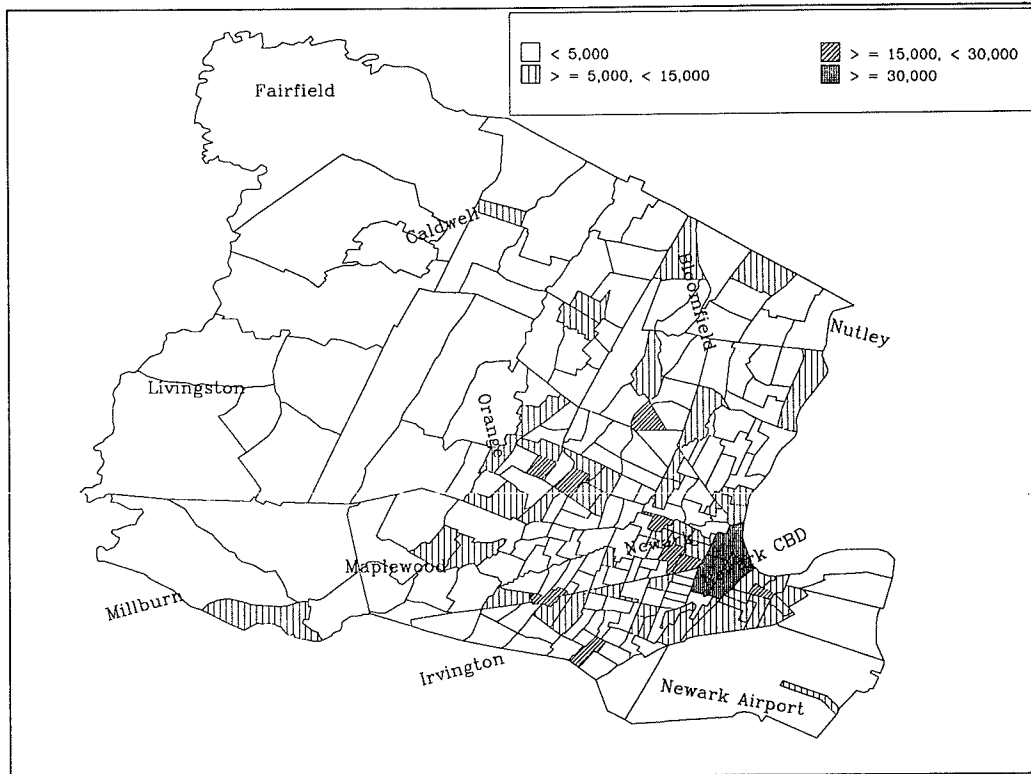 < 5,000
> = 15,000, < 30,000
> = 5,000, < 15,000
> = 30,000
Fairfield
Caldwell
Bloomfield
Nutley
Livingston
Orange
Newark
Newark CBD
Maplewood
Millburn
Irvington
Newark Airport